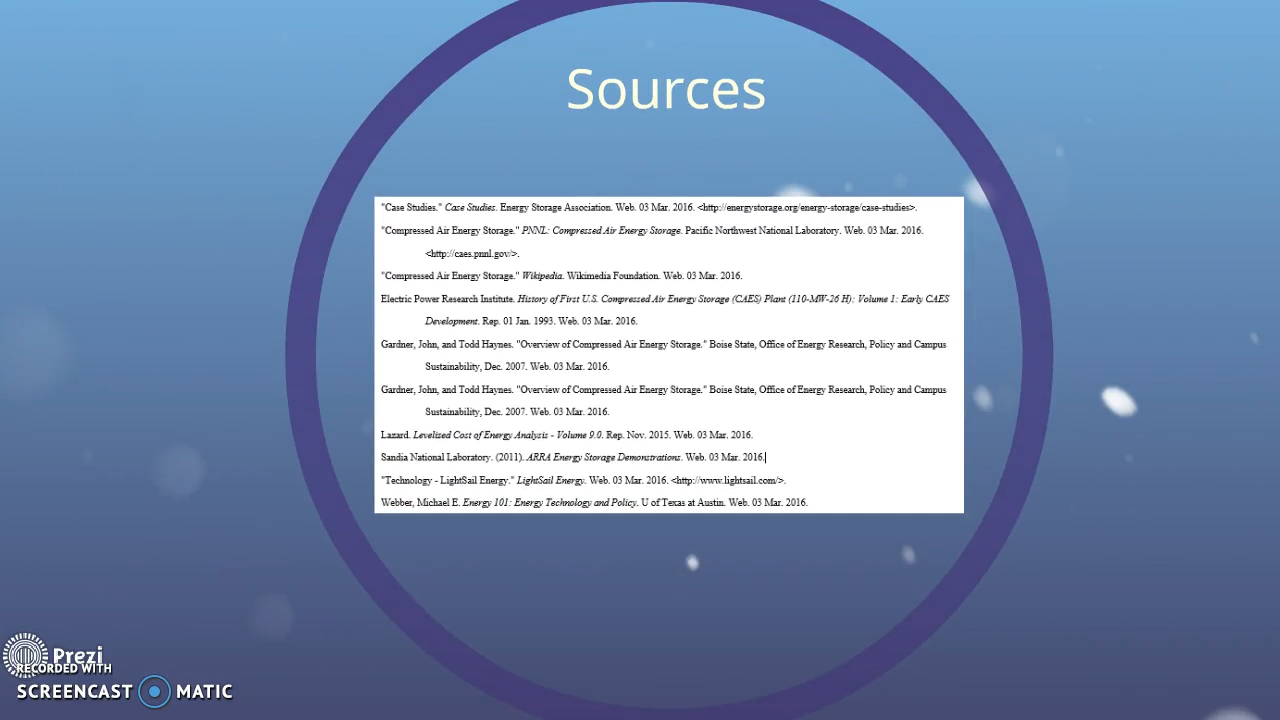 Sources
"Case Studies." Case Studies. Energy Storage Association. Web. 03 Mar. 2016. <http://energystorage.org/energy-storage/case-studies>.
"Compressed Air Energy Storage." PNNL: Compressed Air Energy Storage. Pacific Northwest National Laboratory. Web. 03 Mar. 2016.
<http://caes.pnnl.gov/>.
"Compressed Air Energy Storage." Wikipedia. Wikimedia Foundation. Web. 03 Mar. 2016.
Electric Power Research Institute. History of First U.S. Compressed Air Energy Storage (CAES) Plant (110-MW-26 H): Volume 1: Early CAES
Development. Rep. 01 Jan. 1993. Web. 03 Mar. 2016.
Gardner, John, and Todd Haynes. "Overview of Compressed Air Energy Storage." Boise State, Office of Energy Research, Policy and Campus
Sustainability, Dec. 2007. Web. 03 Mar. 2016.
Gardner, John, and Todd Haynes. "Overview of Compressed Air Energy Storage." Boise State, Office of Energy Research, Policy and Campus
Sustainability, Dec. 2007. Web. 03 Mar. 2016.
Lazard. Levelized Cost of Energy Analysis - Volume 9.0. Rep. Nov. 2015. Web. 03 Mar. 2016.
Sandia National Laboratory. (2011). ARRA Energy Storage Demonstrations. Web. 03 Mar. 2016.
"Technology - LightSail Energy." LightSail Energy. Web. 03 Mar. 2016. <http://www.lightsail.com/>.
Webber, Michael E. Energy 101: Energy Technology and Policy. U of Texas at Austin. Web. 03 Mar. 2016.
Prezi
RECORDED WITH
SCREENCAST MATIC